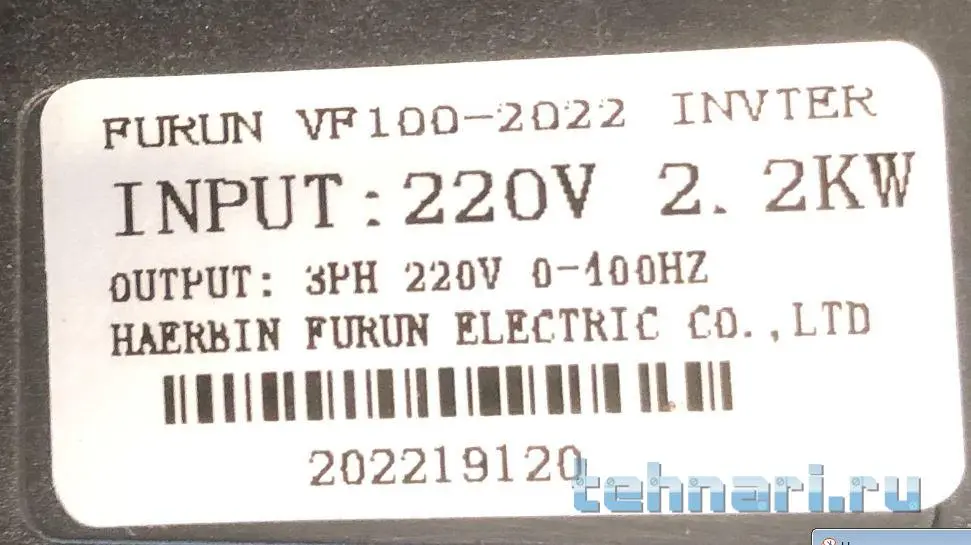 FURUN VF100-2022 INVTER
INPUT: 220V 2.2KW
OUTPUT: 3PH 220V 0-400HZ
HAERBIN FURUN ELECTRIC CO.,LTD
202219120
tehnari.ru